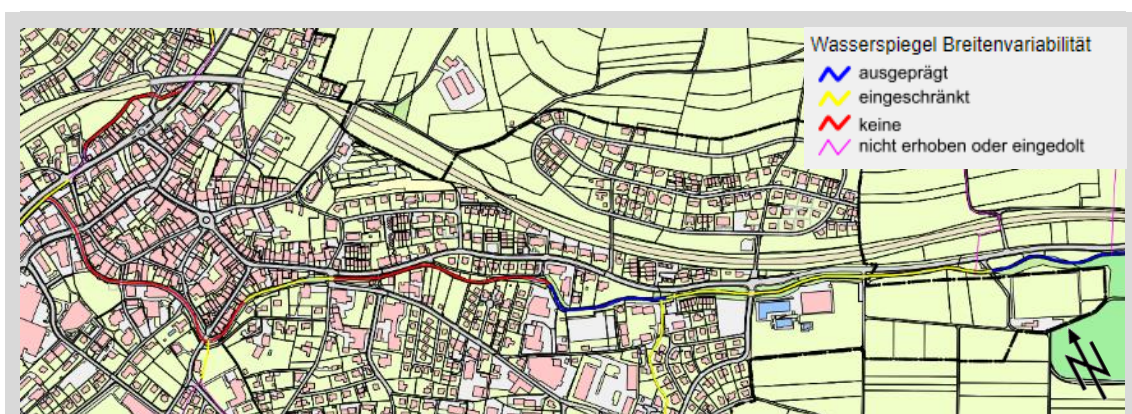 Wasserspiegel Breitenvariabilität
ausgeprägt
eingeschränkt
keine
nicht erhoben oder eingedolt